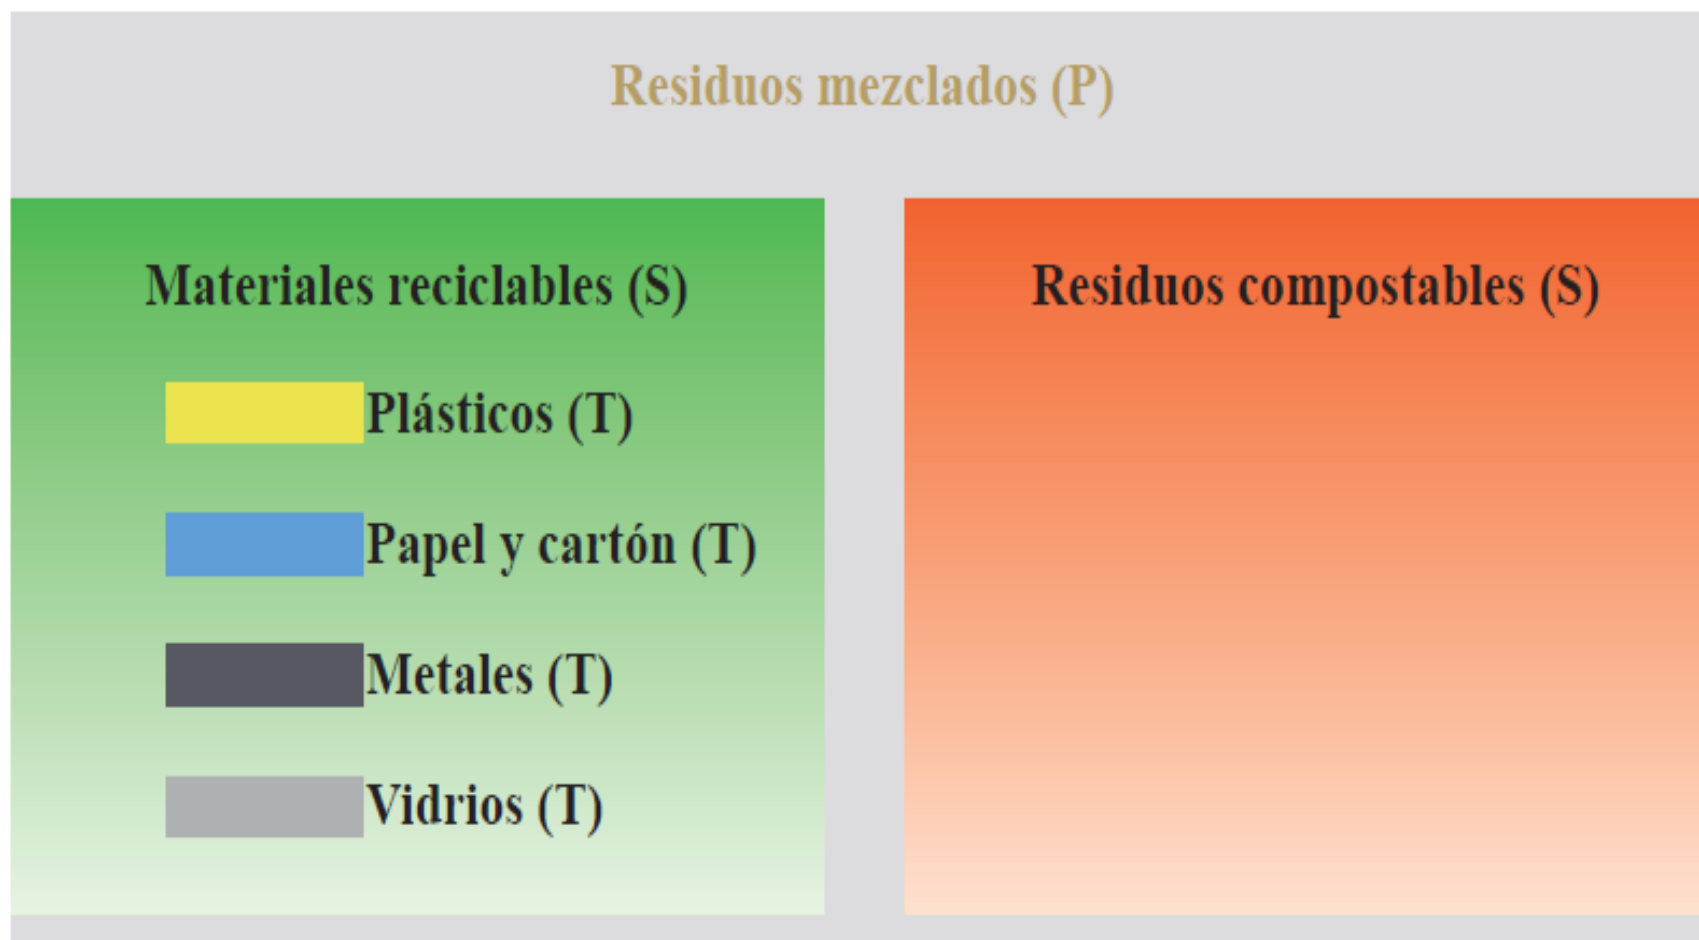 Residuos mezclados (P)
Materiales reciclables (S)
Plásticos (T)
Papel y cartón (T)
Metales (T)
Vidrios (T)
Residuos compostables (S)